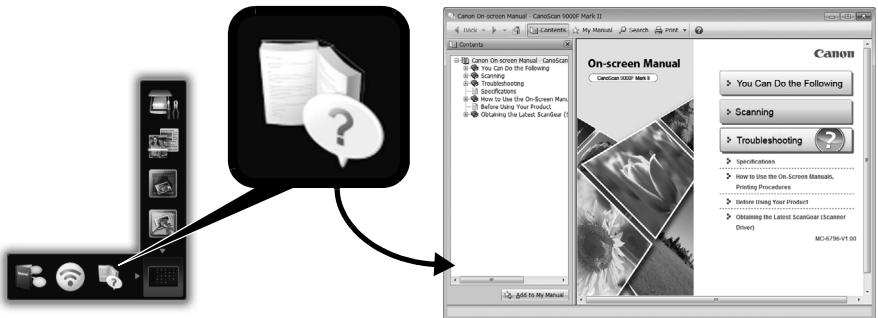 Canon On-screen Manual - CanoScan 9000F Mark II
Back
Contents
My Manual
Search
Print
Contents
Canon On-screen Manual - CanoScan
You Can Do the Following
Scanning
Troubleshooting
Specifications
How to Use the On-Screen Manu
Before Using Your Product
Obtaining the Latest ScanGear (S
Add to My Manual
On-screen Manual
CanoScan 9000F Mark II
Canon
You Can Do the Following
Scanning
Troubleshooting
?
Specifications
How to Use the On-Screen Manuals,
Printing Procedures
Before Using Your Product
Obtaining the Latest ScanGear (Scanner
Driver)
MC-6796-V1.00
?